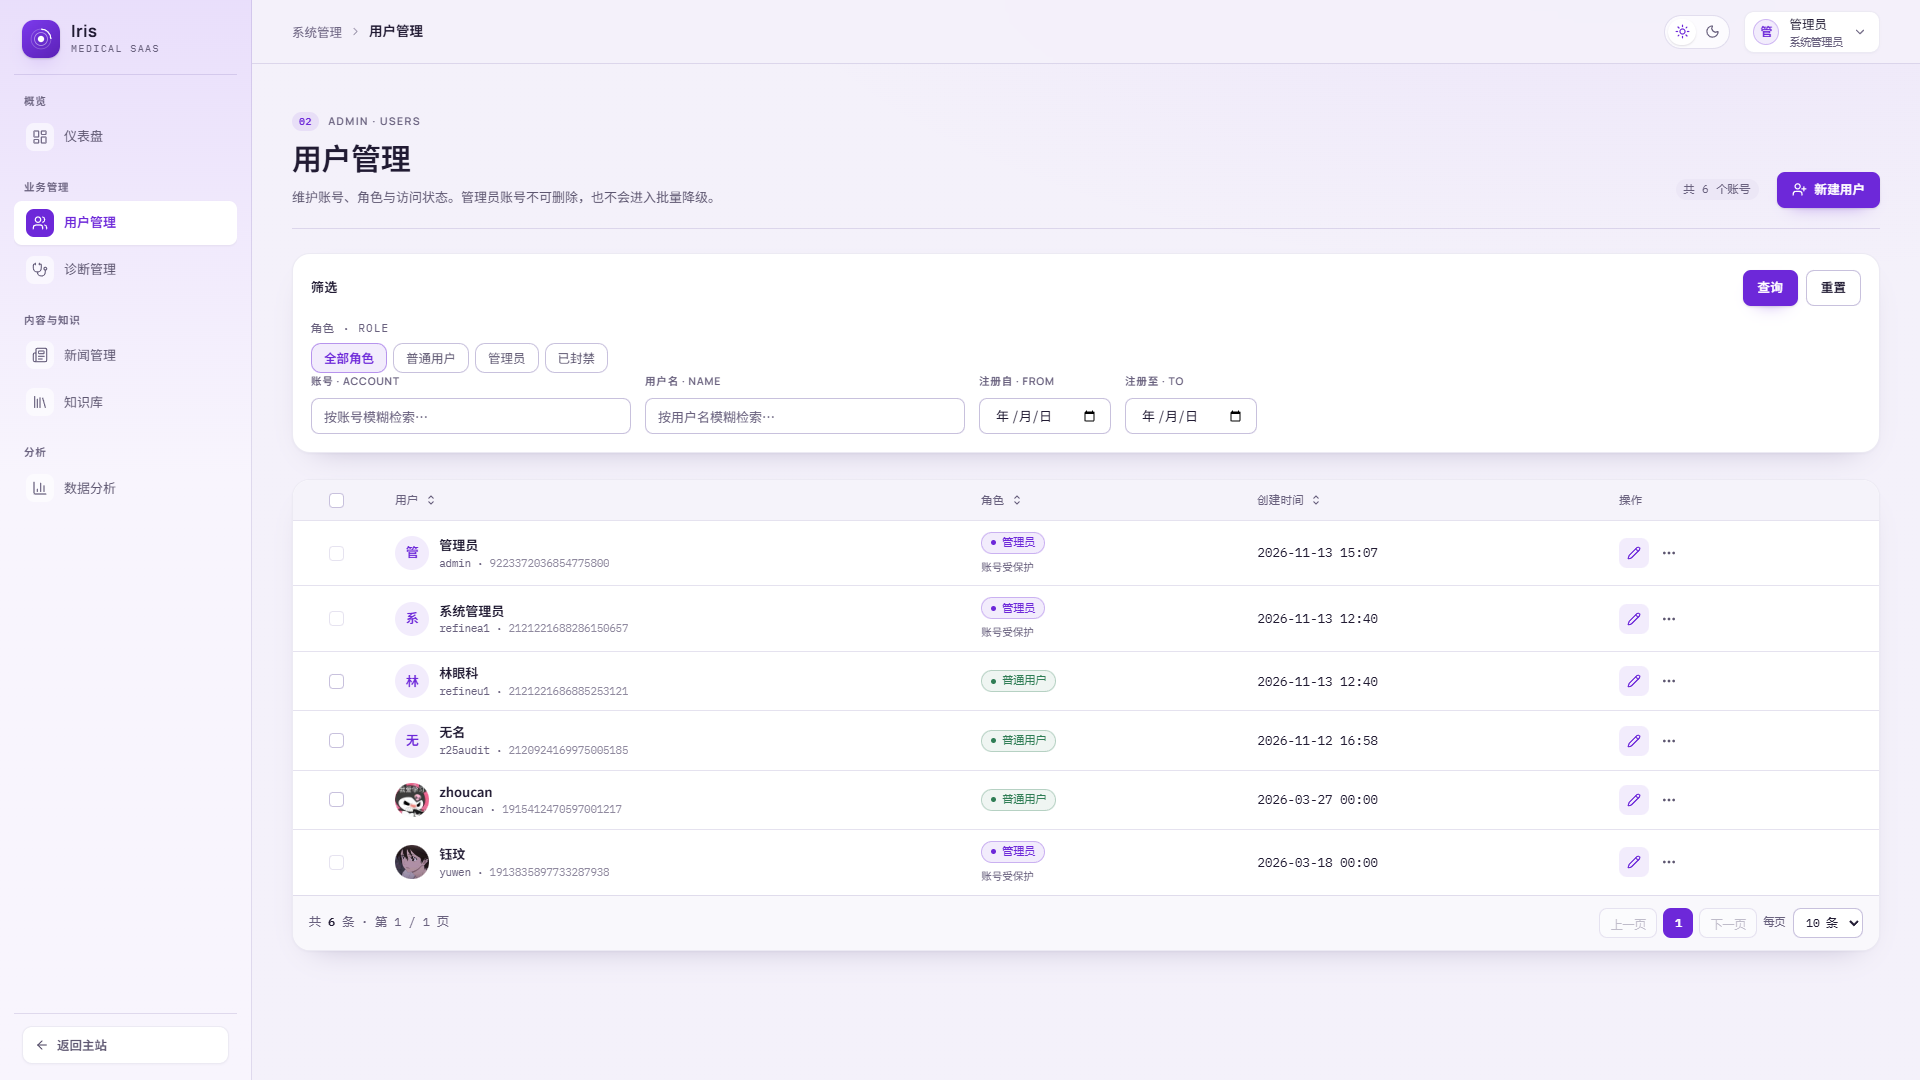 Iris
MEDICAL SAAS
概览
仪表盘
业务管理
用户管理
诊断管理
内容与知识
新闻管理
知识库
分析
数据分析
返回主站
系统管理 > 用户管理
管 管理员
系统管理员
02 ADMIN · USERS
用户管理
维护账号、角色与访问状态。管理员账号不可删除，也不会进入批量降级。
共 6 个账号
新建用户
筛选
查询 重置
角色 · ROLE
全部角色 普通用户 管理员 已封禁
账号 · ACCOUNT 用户名 · NAME 注册自 · FROM 注册至 · TO
按账号模糊检索… 按用户名模糊检索… 年 /月/日 年 /月/日
用户 角色 创建时间 操作
管 管理员 管理员 2026-11-13 15:07 ···
admin · 9223372036854775800 账号受保护
系 系统管理员 管理员 2026-11-13 12:40 ···
refinea1 · 2121221688286150657 账号受保护
林 林眼科 普通用户 2026-11-13 12:40 ···
refineu1 · 2121221686885253121
无 无名 普通用户 2026-11-12 16:58 ···
r25audit · 2120924169975005185
zhoucan 普通用户 2026-03-27 00:00 ···
zhoucan · 1915412470597001217
钰玟 管理员 2026-03-18 00:00 ···
yuwen · 1913835897733287938 账号受保护
共 6 条 · 第 1 / 1 页
上一页 1 下一页 每页 10 条